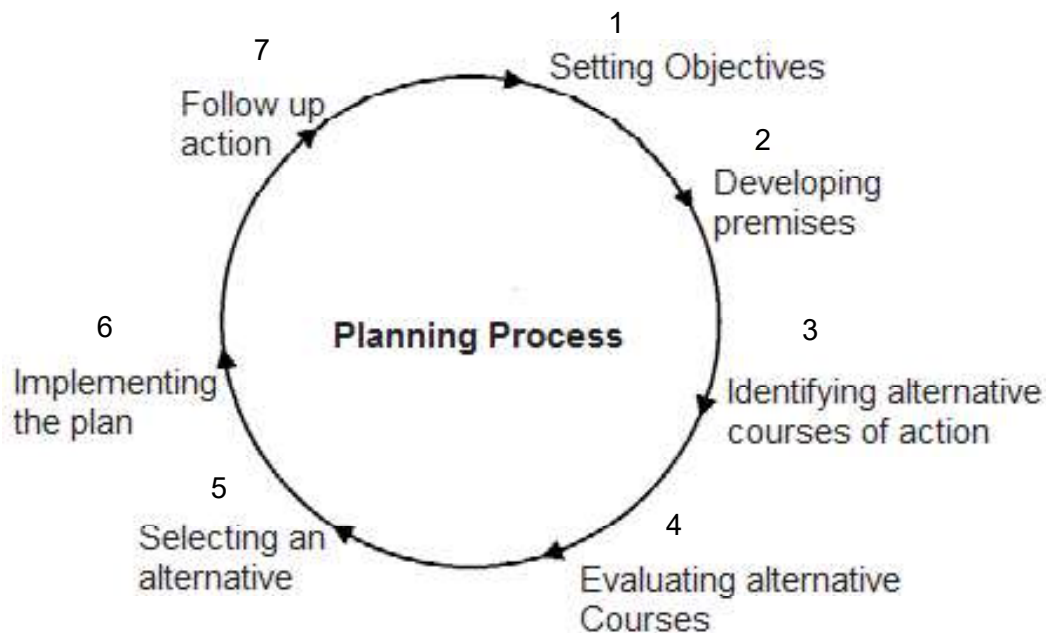 1
Setting Objectives
2
Developing
premises
3
Identifying alternative
courses of action
4
Evaluating alternative
Courses
5
Selecting an
alternative
6
Implementing
the plan
7
Follow up
action
Planning Process